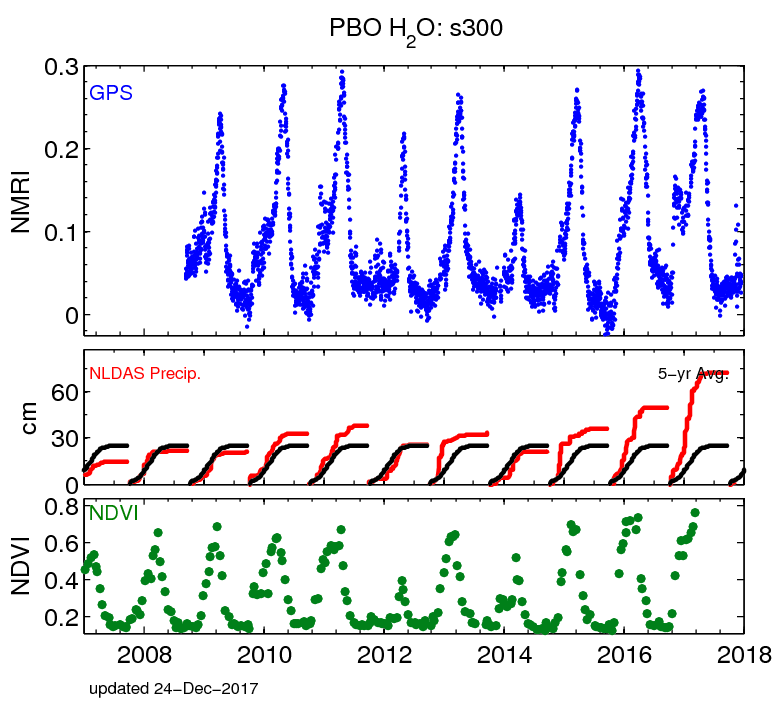 PBO H2O: s300
0.3
GPS
0.2
NMRI
0.1
0
NLDAS Precip.
5−yr Avg.
60
cm
30
0
0.8
NDVI
0.6
NDVI
0.4
0.2
2008 2010 2012 2014 2016 2018
updated 24−Dec−2017